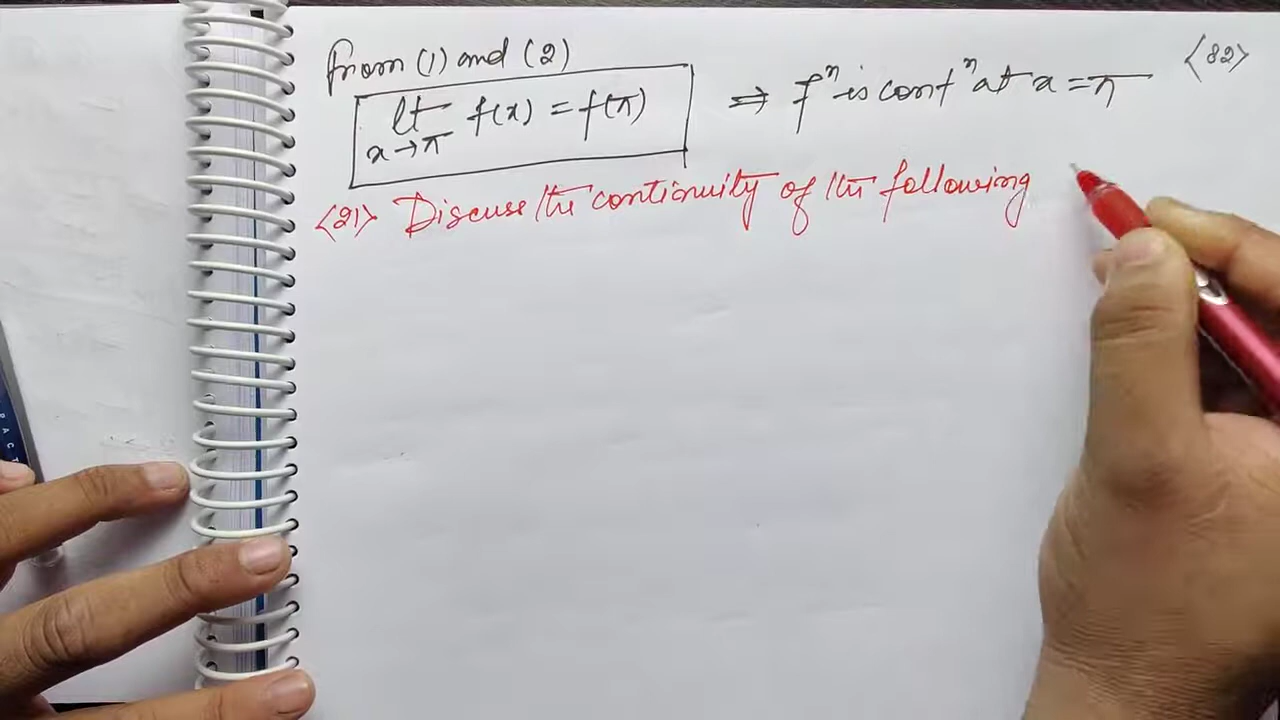 from (1) and (2)
lt f(x) = f(π) ⇒ fⁿ is contⁿ at x = π
x→π
<82>
<21> Discuss the continuity of the following